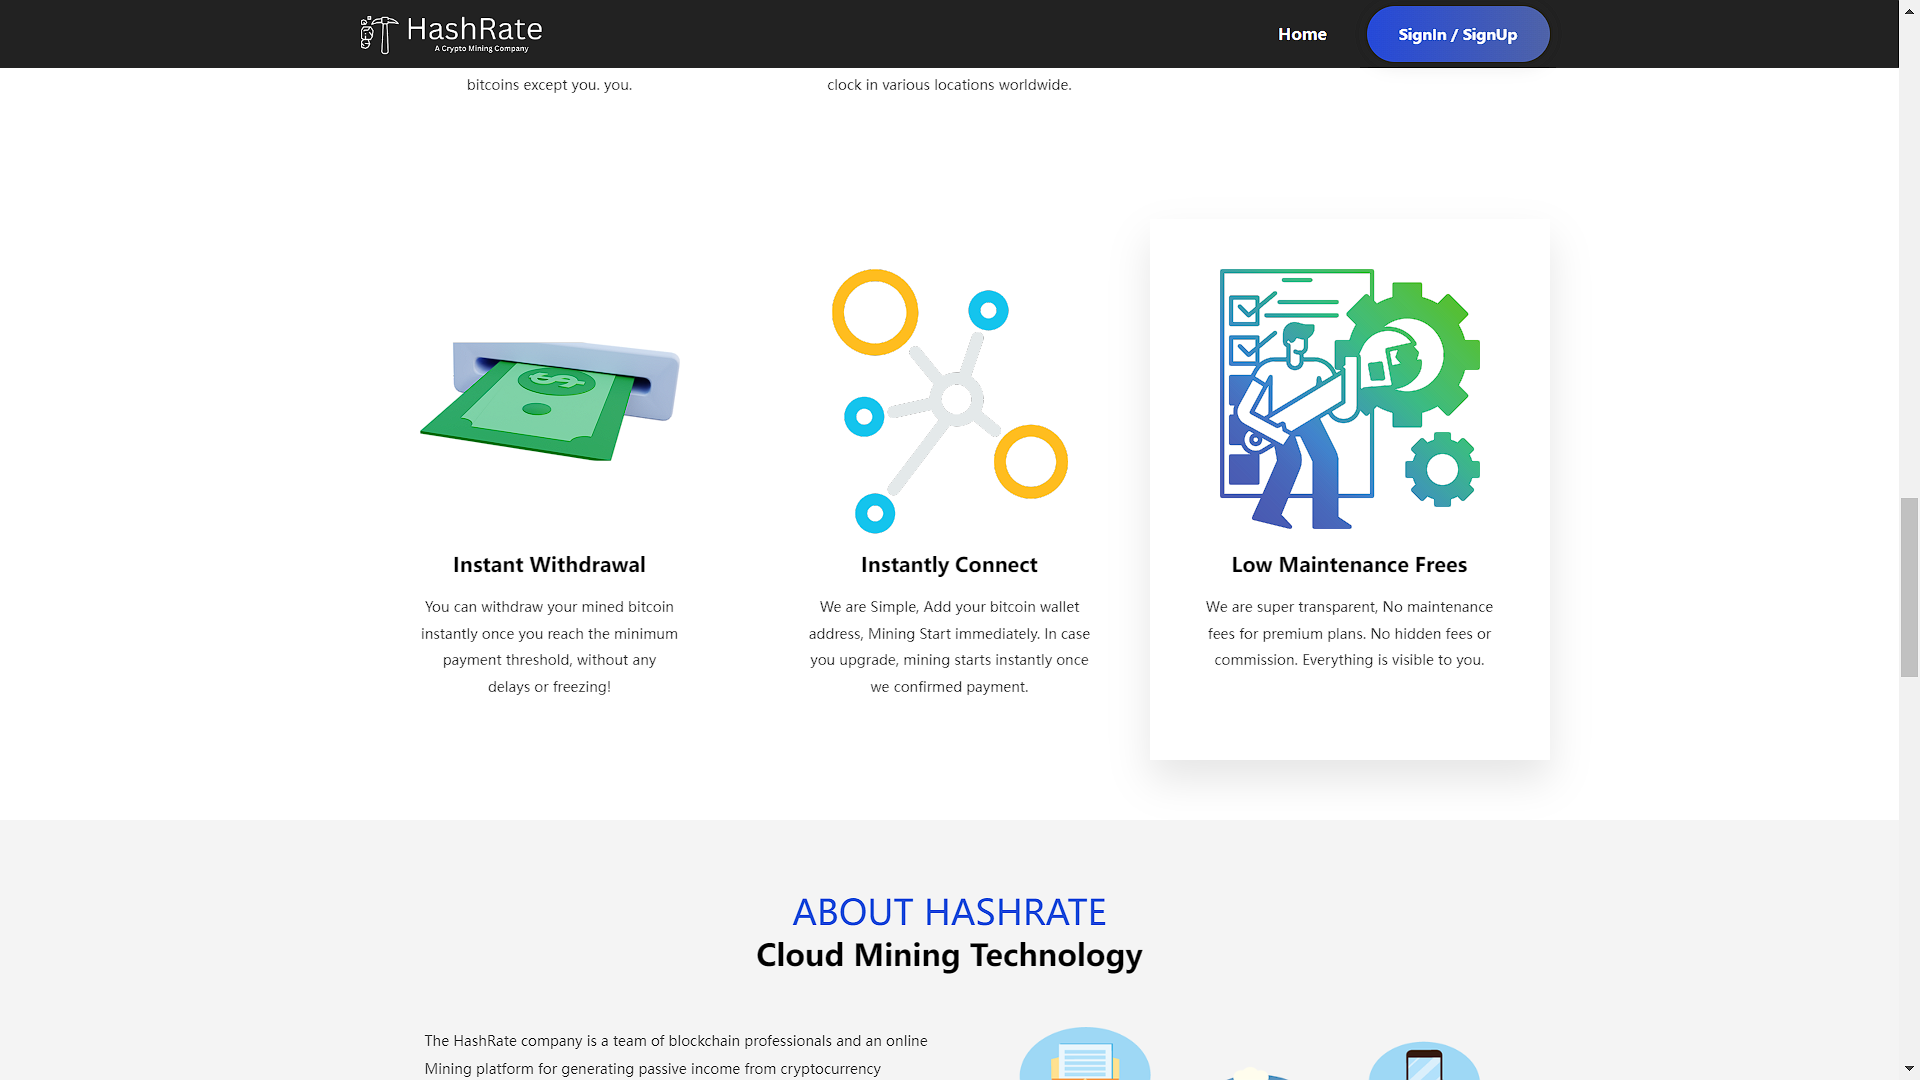 HashRate
A Crypto Mining Company
Home
SignIn / SignUp
bitcoins except you. you.
clock in various locations worldwide.
Instant Withdrawal
You can withdraw your mined bitcoin
instantly once you reach the minimum
payment threshold, without any
delays or freezing!
Instantly Connect
We are Simple, Add your bitcoin wallet
address, Mining Start immediately. In case
you upgrade, mining starts instantly once
we confirmed payment.
Low Maintenance Frees
We are super transparent, No maintenance
fees for premium plans. No hidden fees or
commission. Everything is visible to you.
ABOUT HASHRATE
Cloud Mining Technology
The HashRate company is a team of blockchain professionals and an online
Mining platform for generating passive income from cryptocurrency